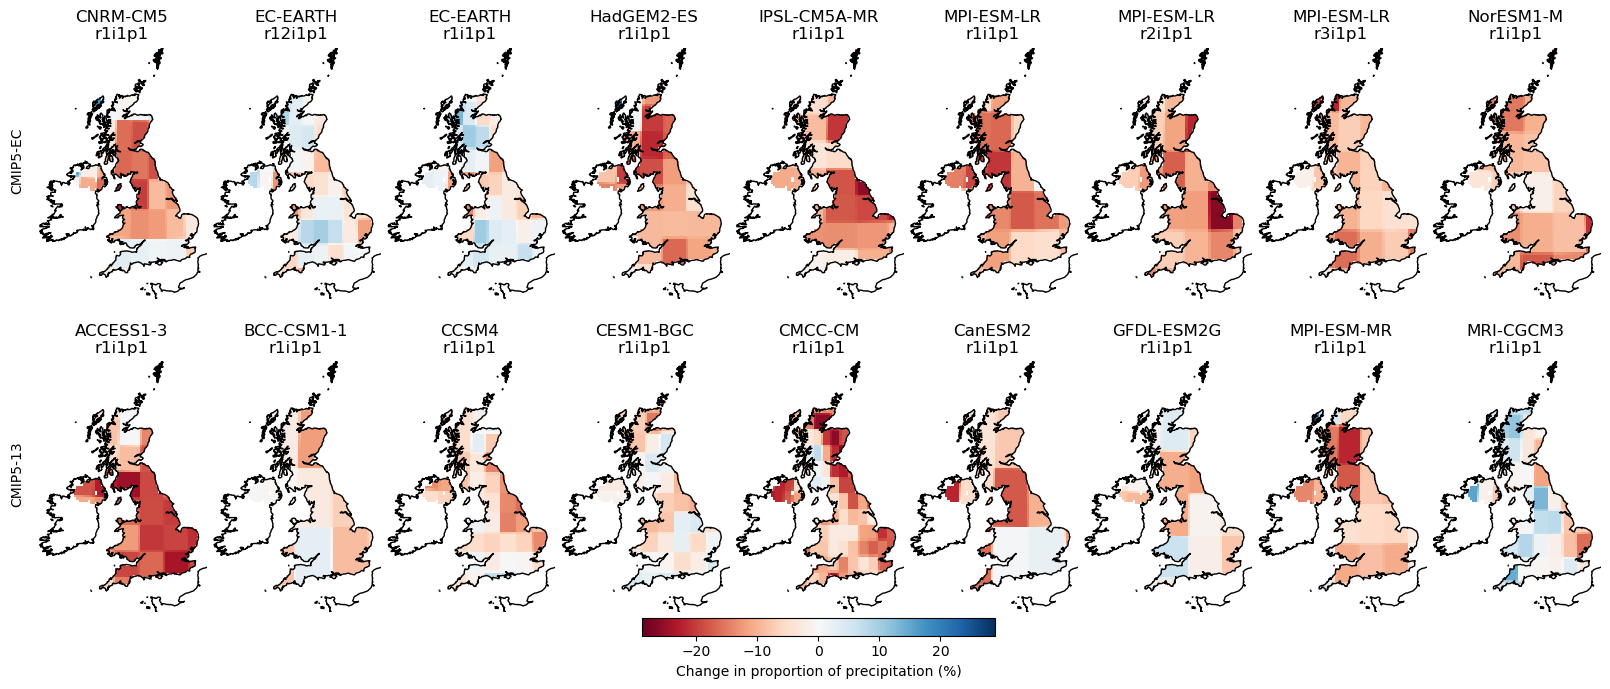 CNRM-CM5 EC-EARTH EC-EARTH HadGEM2-ES IPSL-CM5A-MR MPI-ESM-LR MPI-ESM-LR MPI-ESM-LR NorESM1-M
r1i1p1 r12i1p1 r1i1p1 r1i1p1 r1i1p1 r1i1p1 r2i1p1 r3i1p1 r1i1p1
CMIP5-EC
ACCESS1-3 BCC-CSM1-1 CCSM4 CESM1-BGC CMCC-CM CanESM2 GFDL-ESM2G MPI-ESM-MR MRI-CGCM3
r1i1p1 r1i1p1 r1i1p1 r1i1p1 r1i1p1 r1i1p1 r1i1p1 r1i1p1 r1i1p1
CMIP5-13
−20 −10 0 10 20
Change in proportion of precipitation (%)